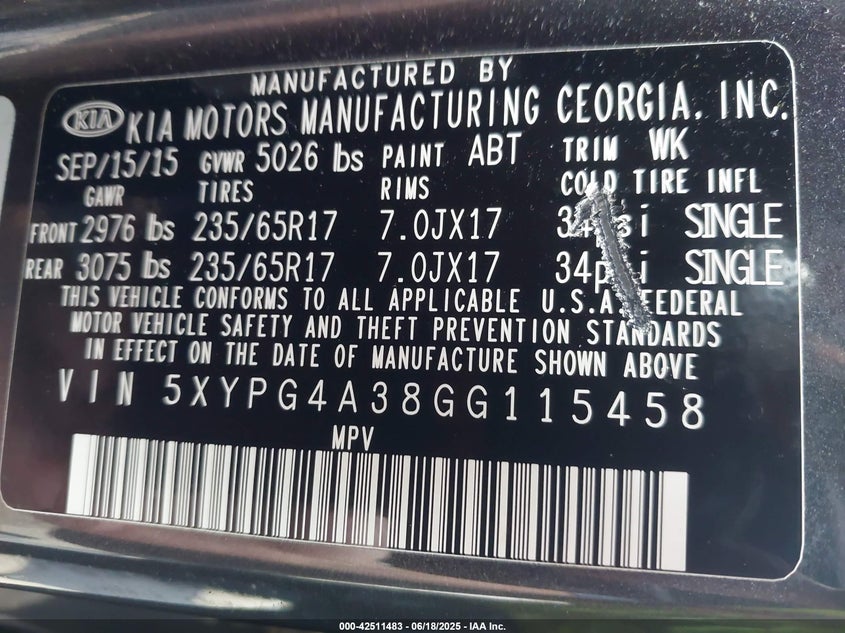 MANUFACTURED BY
KIA KIA MOTORS MANUFACTURING GEORGIA, INC.
SEP/15/15 GVWR 5026 lbs PAINT ABT TRIM WK
GAWR TIRES RIMS COLD TIRE INFL
FRONT 2976 lbs 235/65R17 7.0JX17 SINGLE
REAR 3075 lbs 235/65R17 7.0JX17 34psi SINGLE
THIS VEHICLE CONFORMS TO ALL APPLICABLE U.S.A. FEDERAL
MOTOR VEHICLE SAFETY AND THEFT PREVENTION STANDARDS
IN EFFECT ON THE DATE OF MANUFACTURE SHOWN ABOVE
VIN 5XYPG4A38GG115458
MPV
000-42511483 - 06/18/2025 - IAA Inc.